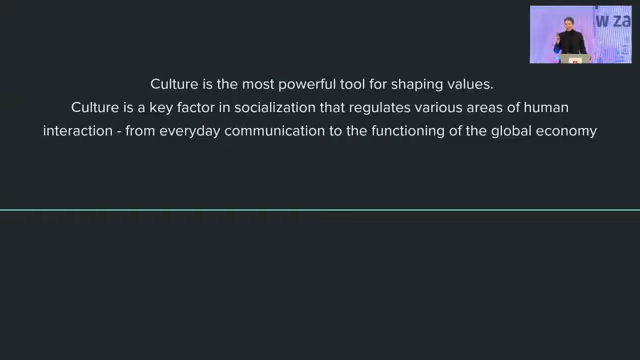 w za
Culture is the most powerful tool for shaping values.
Culture is a key factor in socialization that regulates various areas of human
interaction - from everyday communication to the functioning of the global economy